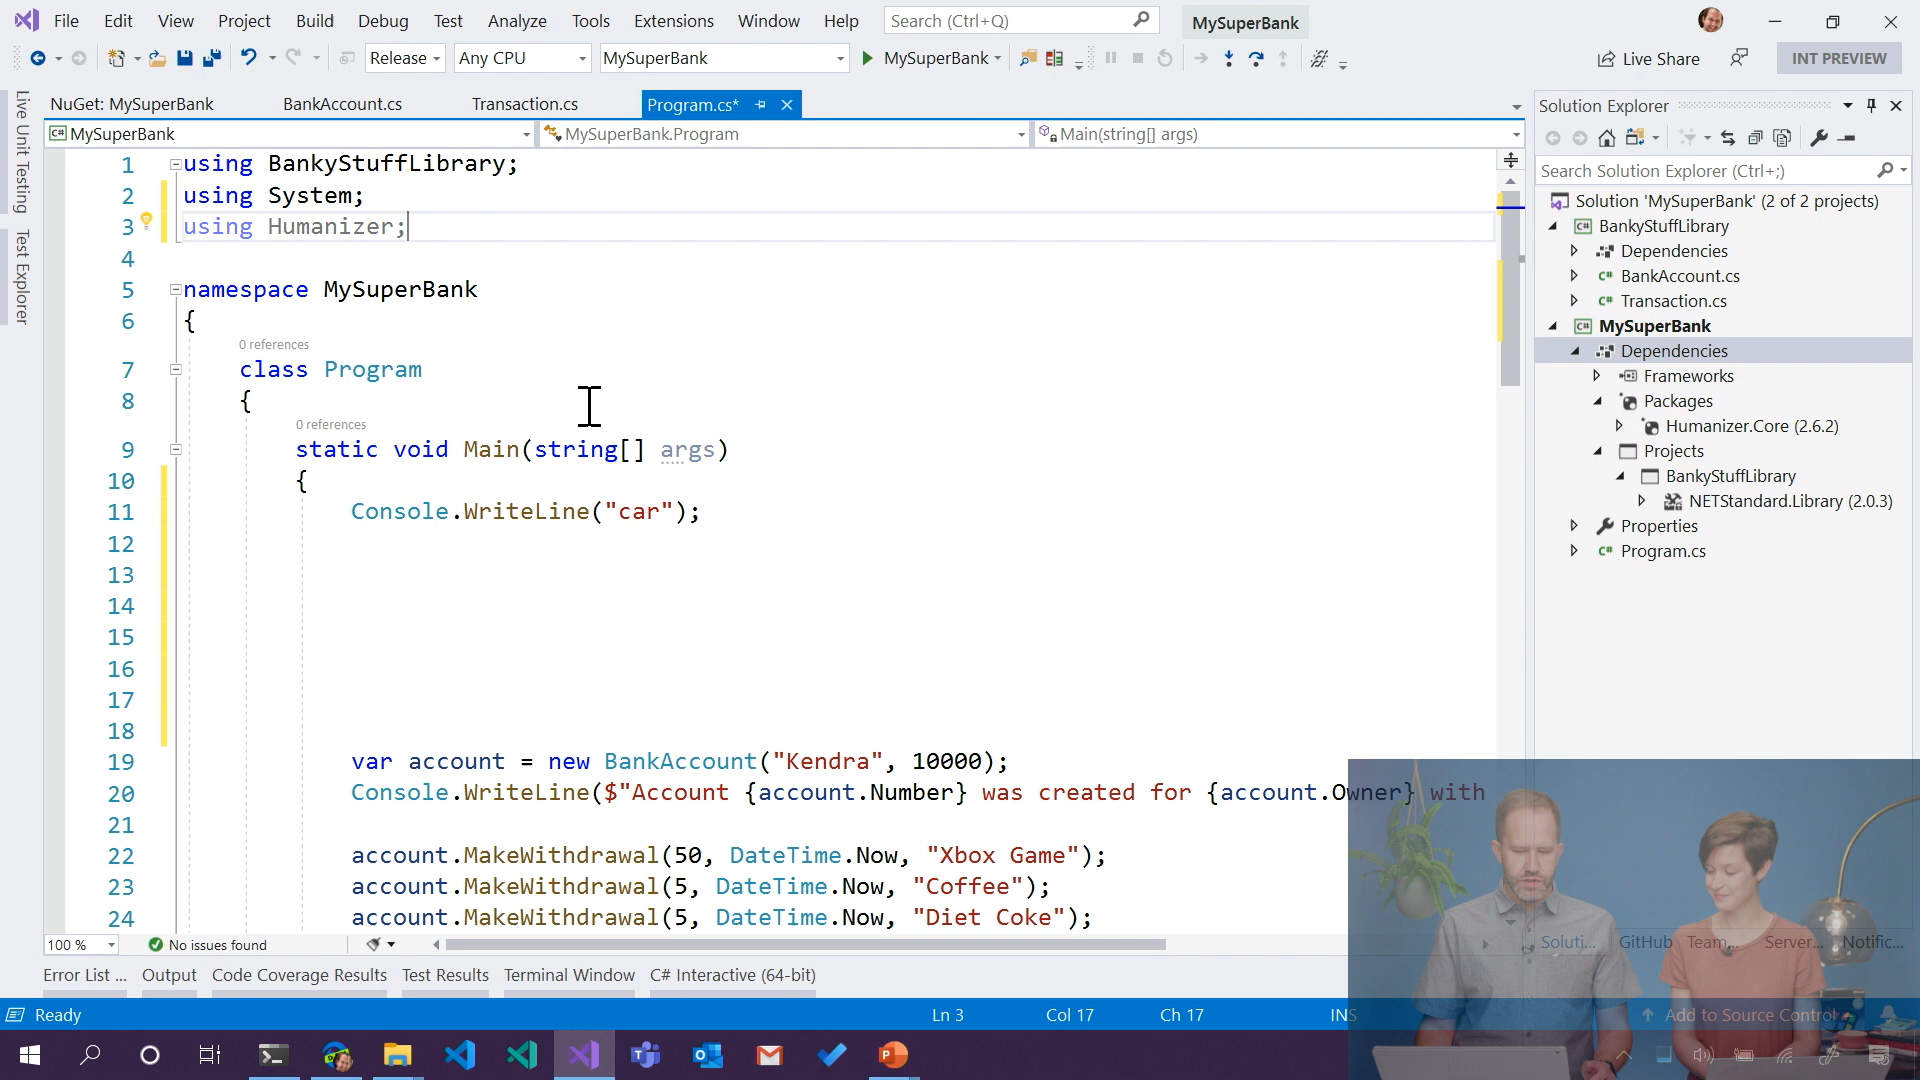 File Edit View Project Build Debug Test Analyze Tools Extensions Window Help Search (Ctrl+Q) MySuperBank
Release Any CPU MySuperBank MySuperBank Live Share INT PREVIEW
Live Unit Testing
Test Explorer
NuGet: MySuperBank BankAccount.cs Transaction.cs Program.cs*
MySuperBank MySuperBank.Program Main(string[] args)
1 using BankyStuffLibrary;
2 using System;
3 using Humanizer;
4
5 namespace MySuperBank
6 {
0 references
7 class Program
8 {
0 references
9 static void Main(string[] args)
10 {
11 Console.WriteLine("car");
12
13
14
15
16
17
18
19 var account = new BankAccount("Kendra", 10000);
20 Console.WriteLine($"Account {account.Number} was created for {account.Owner} with
21
22 account.MakeWithdrawal(50, DateTime.Now, "Xbox Game");
23 account.MakeWithdrawal(5, DateTime.Now, "Coffee");
24 account.MakeWithdrawal(5, DateTime.Now, "Diet Coke");
100 % No issues found
Solution Explorer
Search Solution Explorer (Ctrl+;)
Solution 'MySuperBank' (2 of 2 projects)
BankyStuffLibrary
Dependencies
C# BankAccount.cs
C# Transaction.cs
MySuperBank
Dependencies
Frameworks
Packages
Humanizer.Core (2.6.2)
Projects
BankyStuffLibrary
NETStandard.Library (2.0.3)
Properties
C# Program.cs
Soluti... GitHub Team... Server... Notific...
Error List ... Output Code Coverage Results Test Results Terminal Window C# Interactive (64-bit)
Ready Ln 3 Col 17 Ch 17 INS Add to Source Control